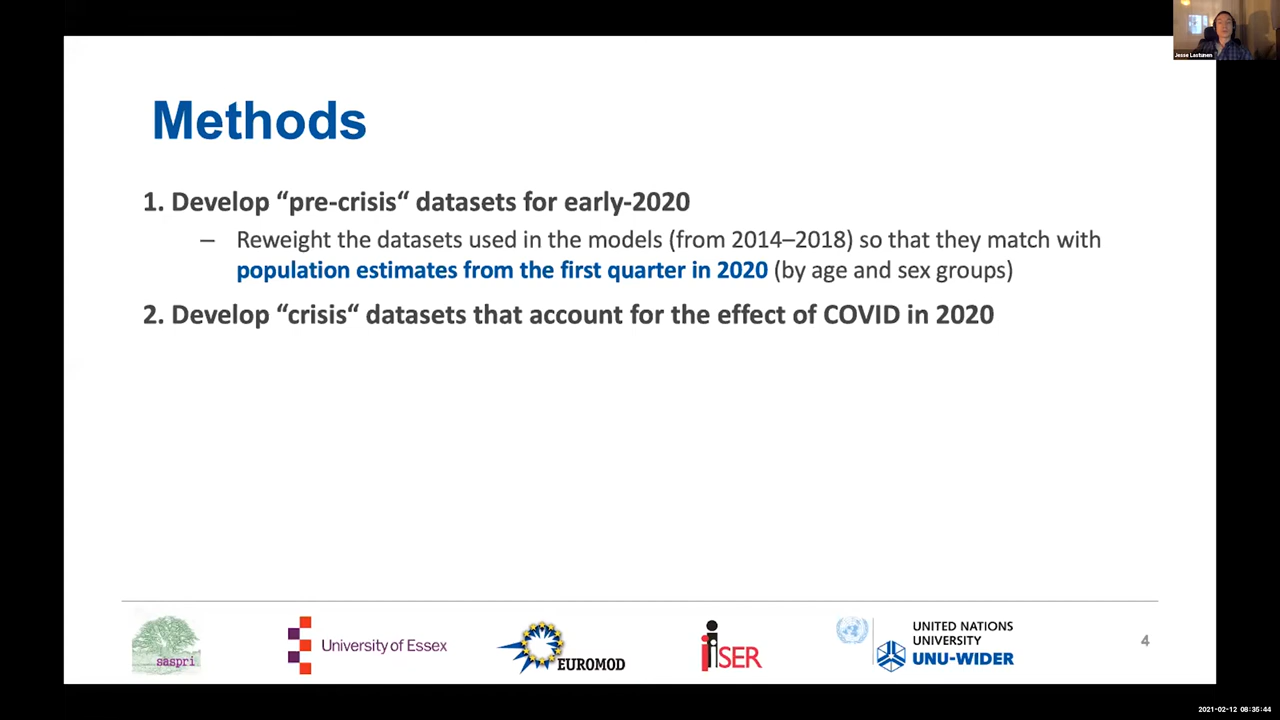 Jesse Lastunen
Methods
1. Develop “pre-crisis“ datasets for early-2020
– Reweight the datasets used in the models (from 2014–2018) so that they match with
population estimates from the first quarter in 2020 (by age and sex groups)
2. Develop “crisis“ datasets that account for the effect of COVID in 2020
saspri
University of Essex
EUROMOD
iSER
UNITED NATIONS
UNIVERSITY
UNU-WIDER
4
2021-02-12 08:36:44